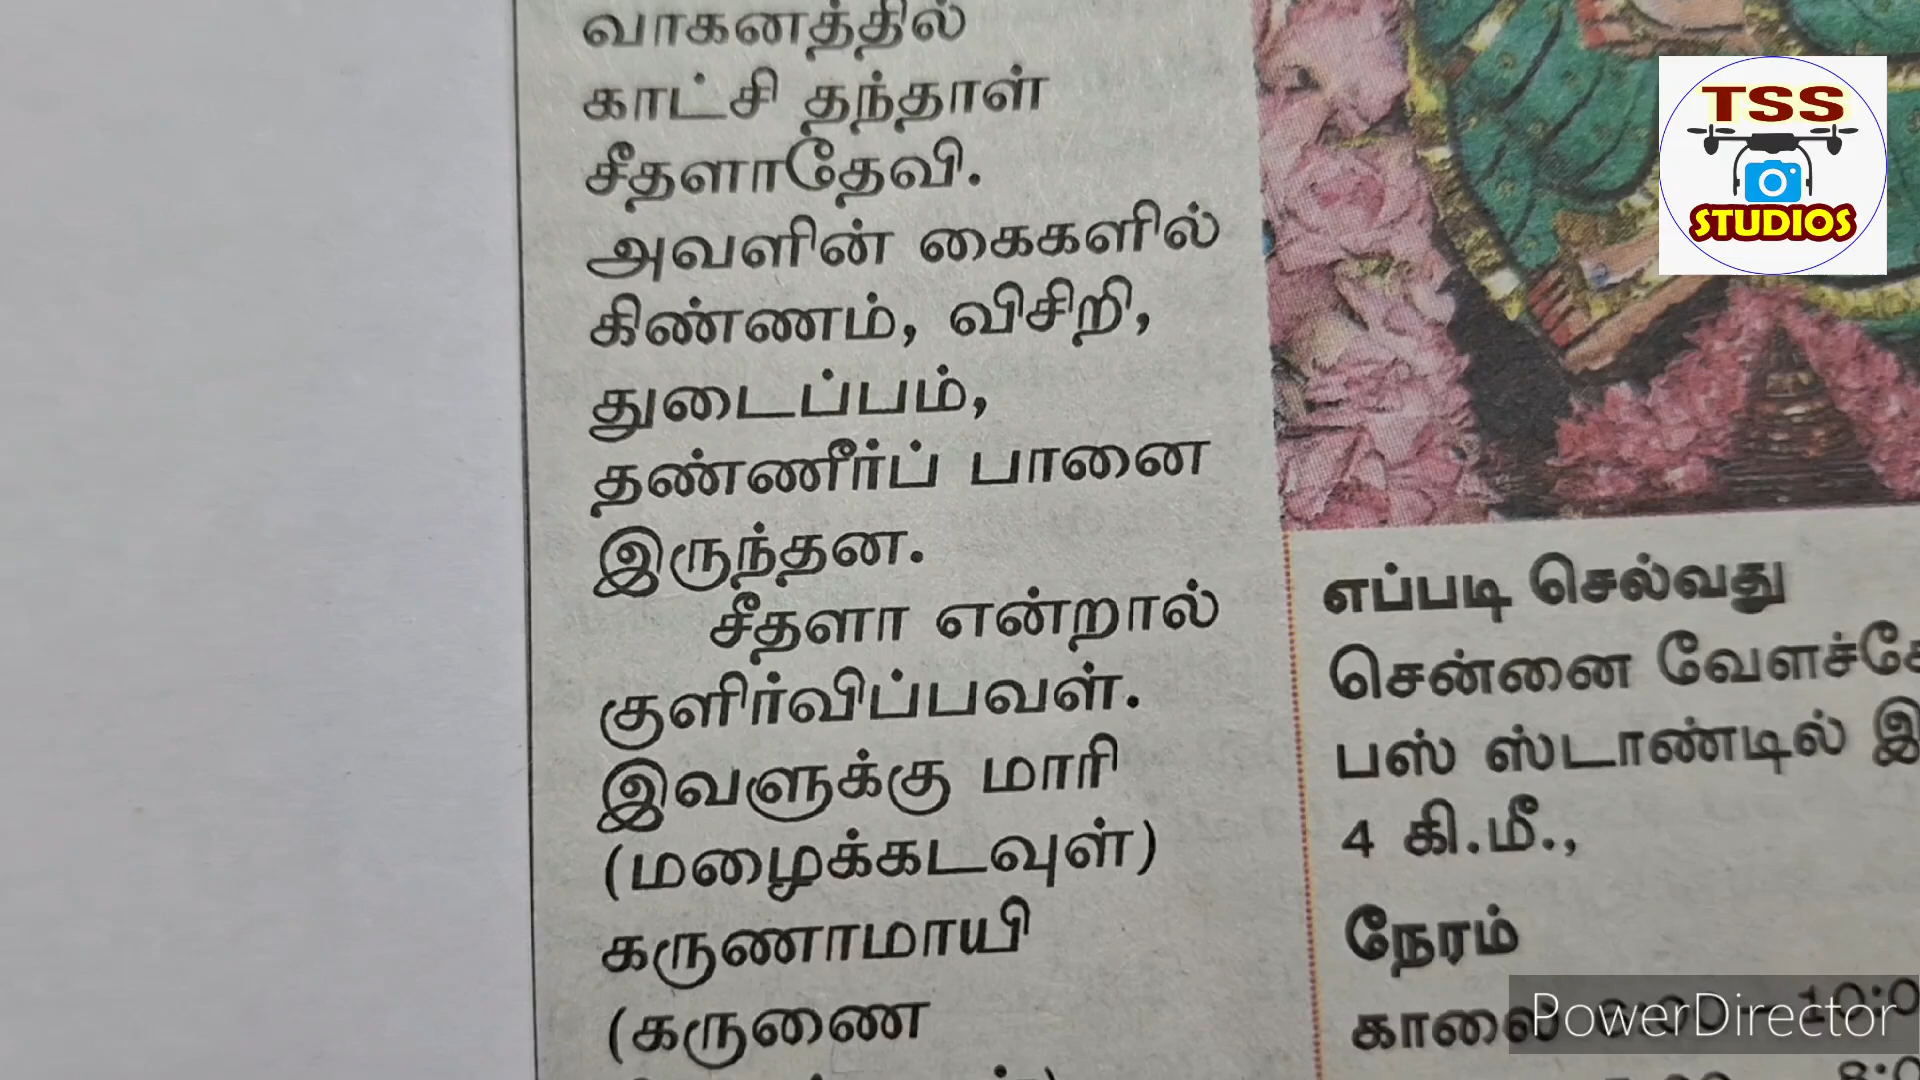 வாகனத்தில்
காட்சி தந்தாள்
சீதளாதேவி.
அவளின் கைகளில்
கிண்ணம், விசிறி,
துடைப்பம்,
தண்ணீர்ப் பானை
இருந்தன.
சீதளா என்றால்
குளிர்விப்பவள்.
இவளுக்கு மாரி
(மழைக்கடவுள்)
கருணாமாயி
(கருணை
எப்படி செல்வது
சென்னை
பஸ் ஸ்டாண்டில்
4 கி.மீ.,
நேரம்
காலை
TSS
STUDIOS
PowerDirector